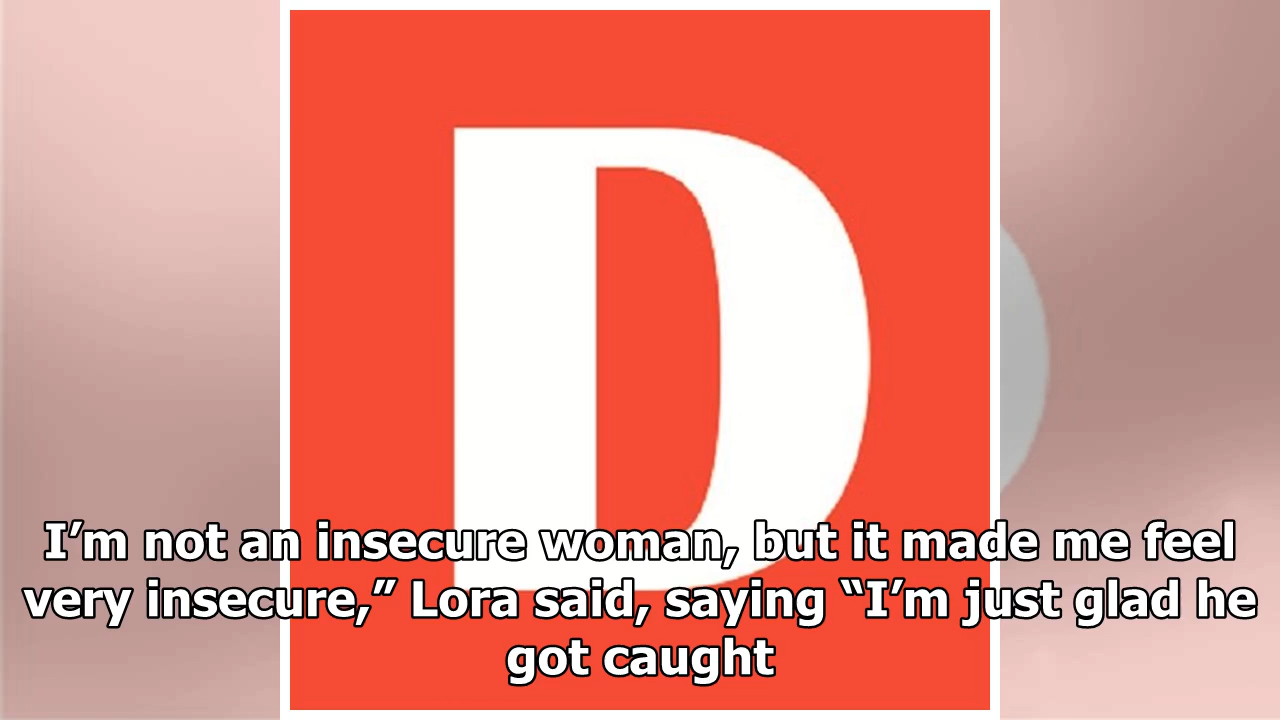 D
I’m not an insecure woman, but it made me feel
very insecure,” Lora said, saying “I’m just glad he
got caught